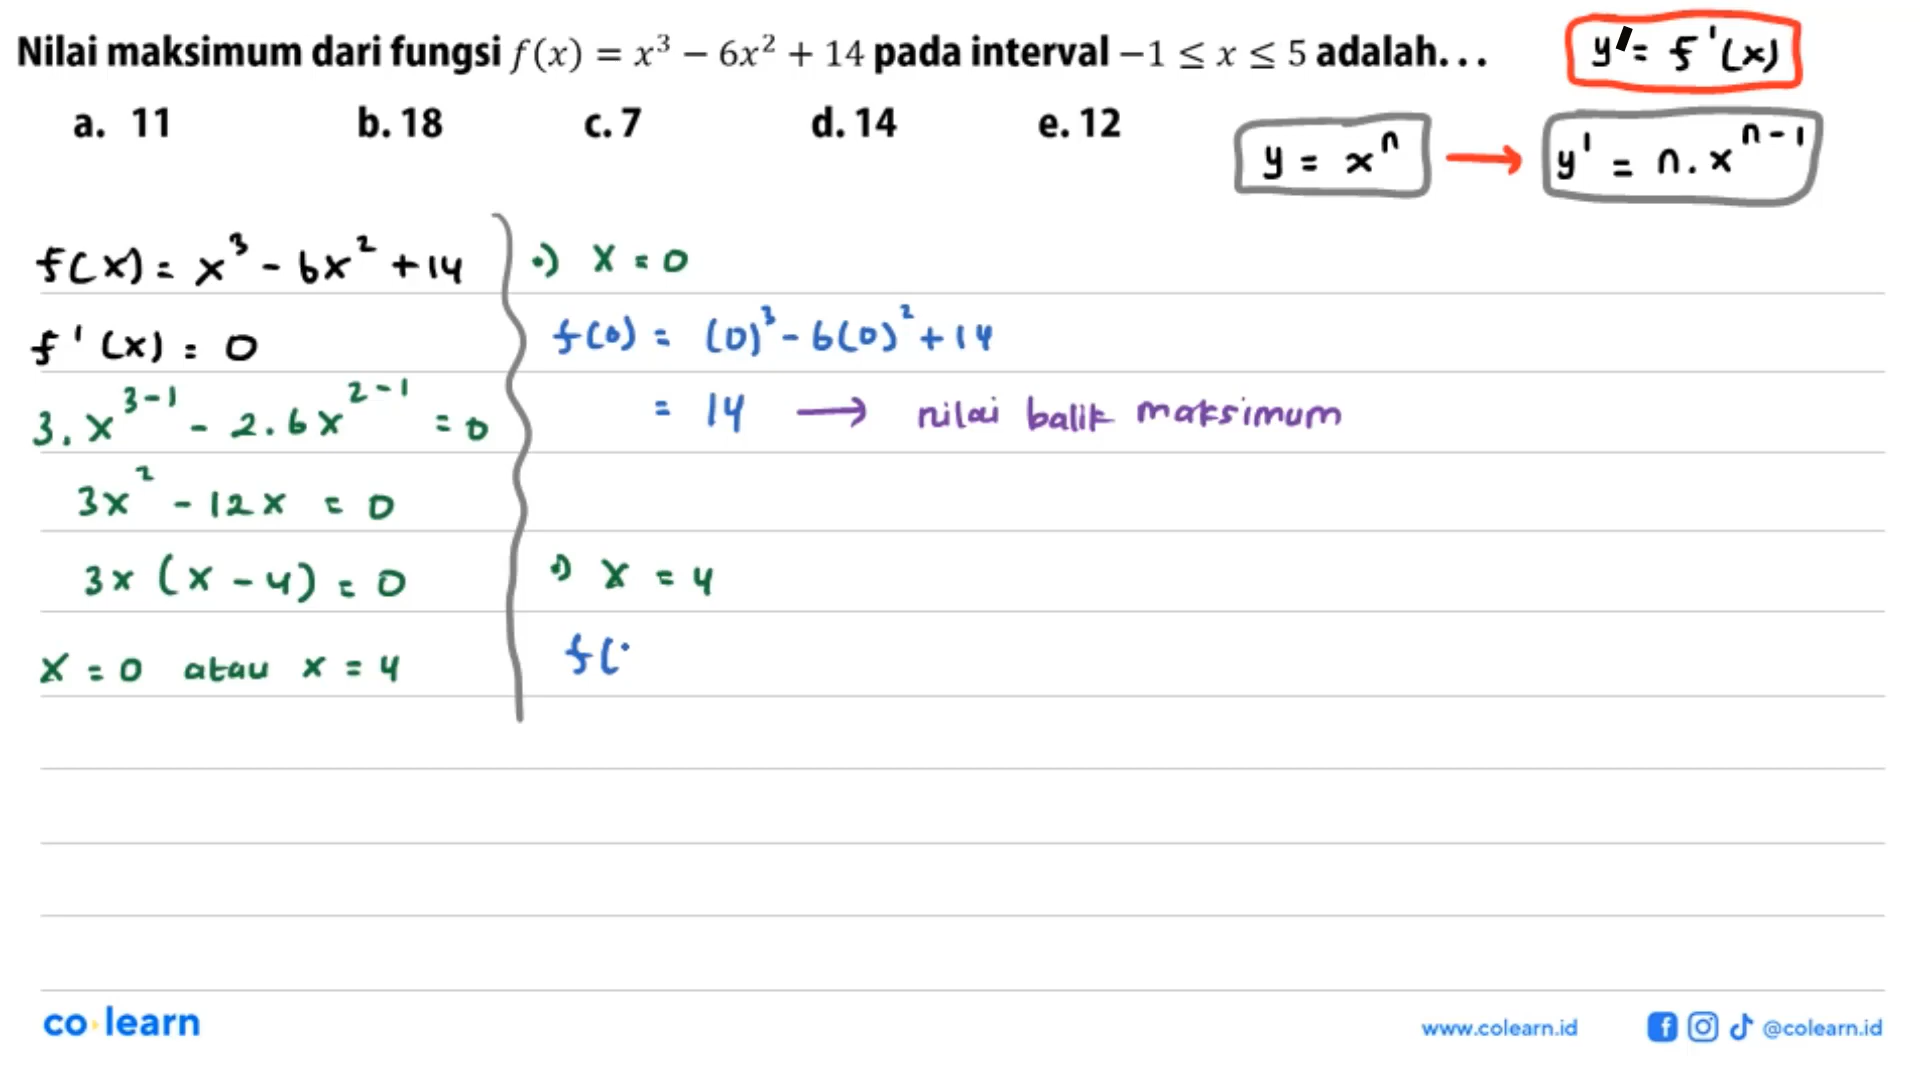 Nilai maksimum dari fungsi f(x) = x³ − 6x² + 14 pada interval −1 ≤ x ≤ 5 adalah. . .
a. 11 b. 18 c. 7 d. 14 e. 12
y' = f'(x)
y = xⁿ → y' = n. xⁿ⁻¹
f(x) = x³ - 6x² + 14
f'(x) = 0
3. x³⁻¹ - 2. 6x²⁻¹ = 0
3x² - 12x = 0
3x (x - 4) = 0
x = 0 atau x = 4
•) x = 0
f(0) = (0)³ - 6(0)² + 14
= 14 → nilai balik maksimum
•) x = 4
f(
co learn
www.colearn.id
@colearn.id